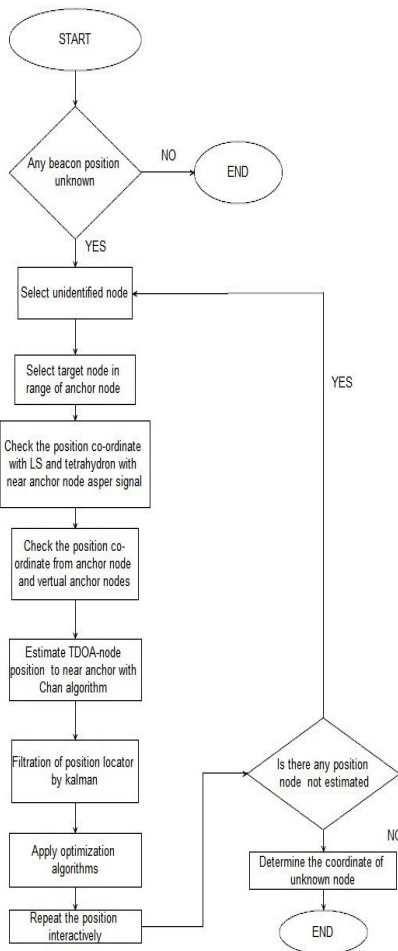 START
Any beacon position
unknown
NO
END
YES
Select unidentified node
Select target node in
range of anchor node
YES
Check the position co-ordinate
with LS and tetrahydron with
near anchor node asper signal
Check the position co-
ordinate from anchor node
and vertual anchor nodes
Estimate TDOA-node
position to near anchor with
Chan algorithm
Filtration of position locator
by kalman
Is there any position
node not estimated
Apply optimization
algorithms
NO
Determine the coordinate of
unknown node
Repeat the position
interactively
END